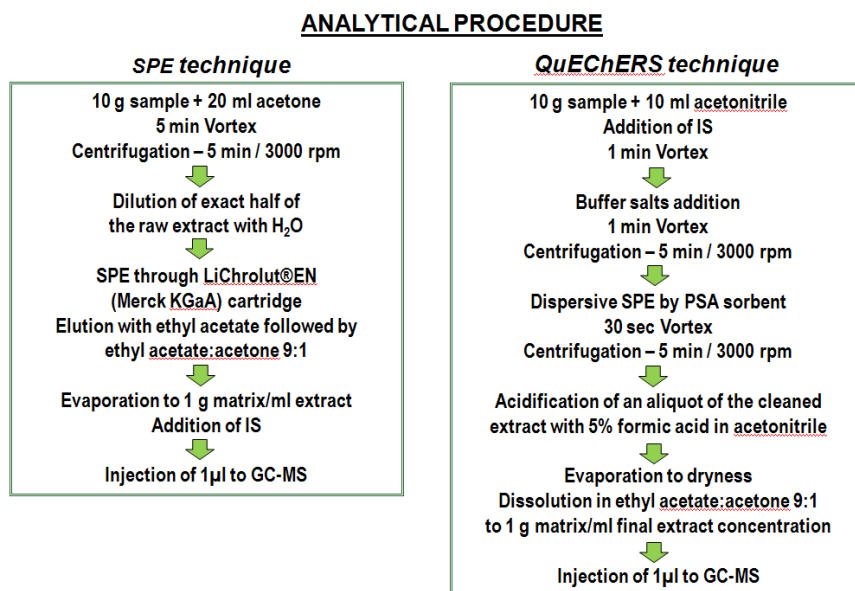 ANALYTICAL PROCEDURE
SPE technique
10 g sample + 20 ml acetone
5 min Vortex
Centrifugation – 5 min / 3000 rpm
Dilution of exact half of
the raw extract with H₂O
SPE through LiChrolut®EN
(Merck KGaA) cartridge
Elution with ethyl acetate followed by
ethyl acetate:acetone 9:1
Evaporation to 1 g matrix/ml extract
Addition of IS
Injection of 1µl to GC-MS
QuEChERS technique
10 g sample + 10 ml acetonitrile
Addition of IS
1 min Vortex
Buffer salts addition
1 min Vortex
Centrifugation – 5 min / 3000 rpm
Dispersive SPE by PSA sorbent
30 sec Vortex
Centrifugation – 5 min / 3000 rpm
Acidification of an aliquot of the cleaned
extract with 5% formic acid in acetonitrile
Evaporation to dryness
Dissolution in ethyl acetate:acetone 9:1
to 1 g matrix/ml final extract concentration
Injection of 1µl to GC-MS